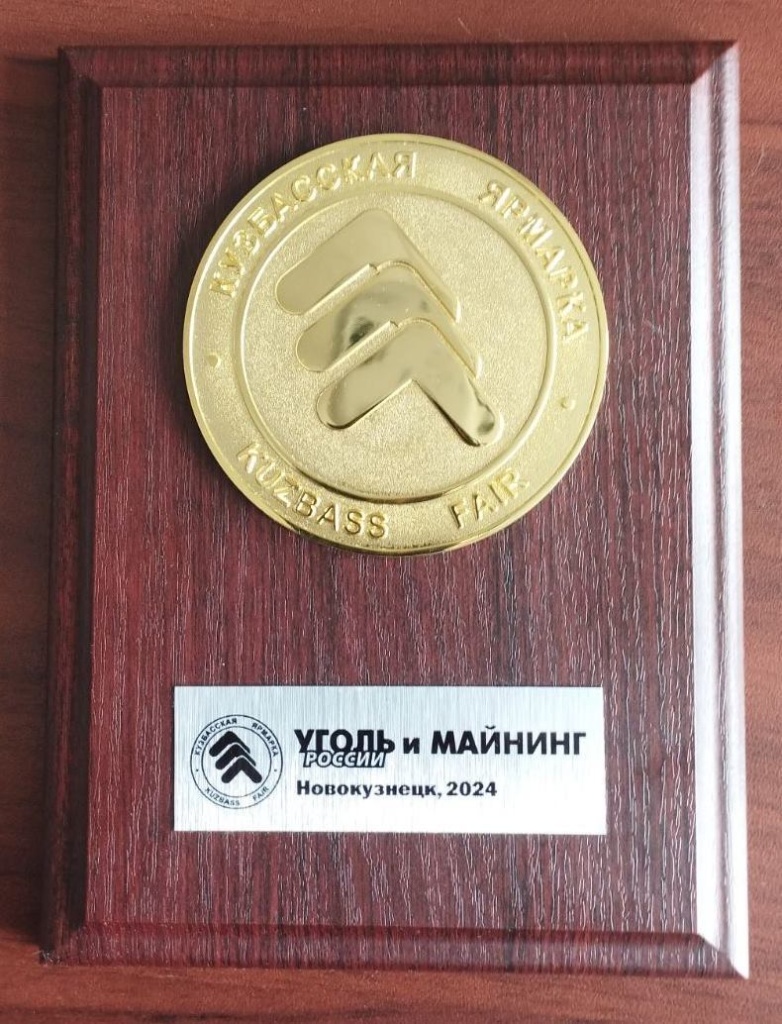 КУЗБАССКАЯ ЯРМАРКА
KUZBASS FAIR
КУЗБАССКАЯ ЯРМАРКА
KUZBASS FAIR
УГОЛЬ и МАЙНИНГ
РОССИИ
Новокузнецк, 2024